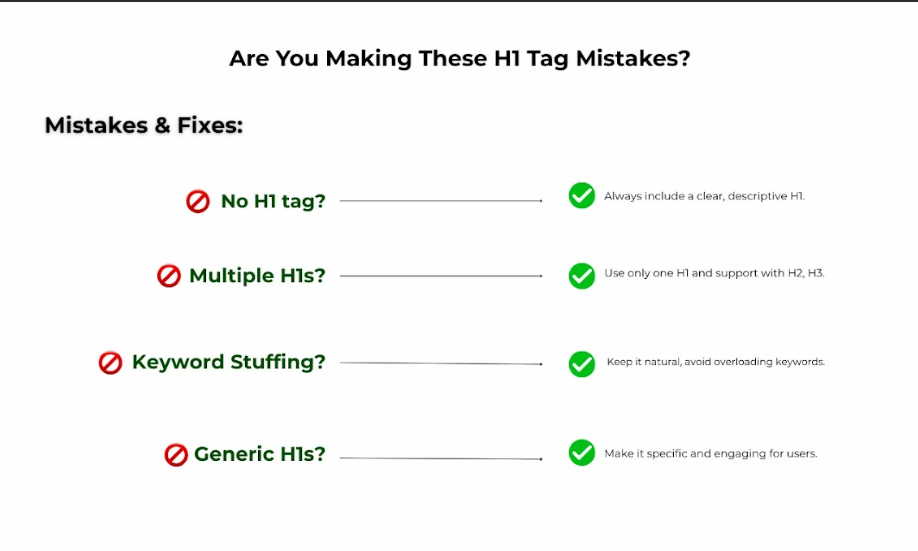 Are You Making These H1 Tag Mistakes?
Mistakes & Fixes:
No H1 tag?
Always include a clear, descriptive H1.
Multiple H1s?
Use only one H1 and support with H2, H3.
Keyword Stuffing?
Keep it natural, avoid overloading keywords.
Generic H1s?
Make it specific and engaging for users.